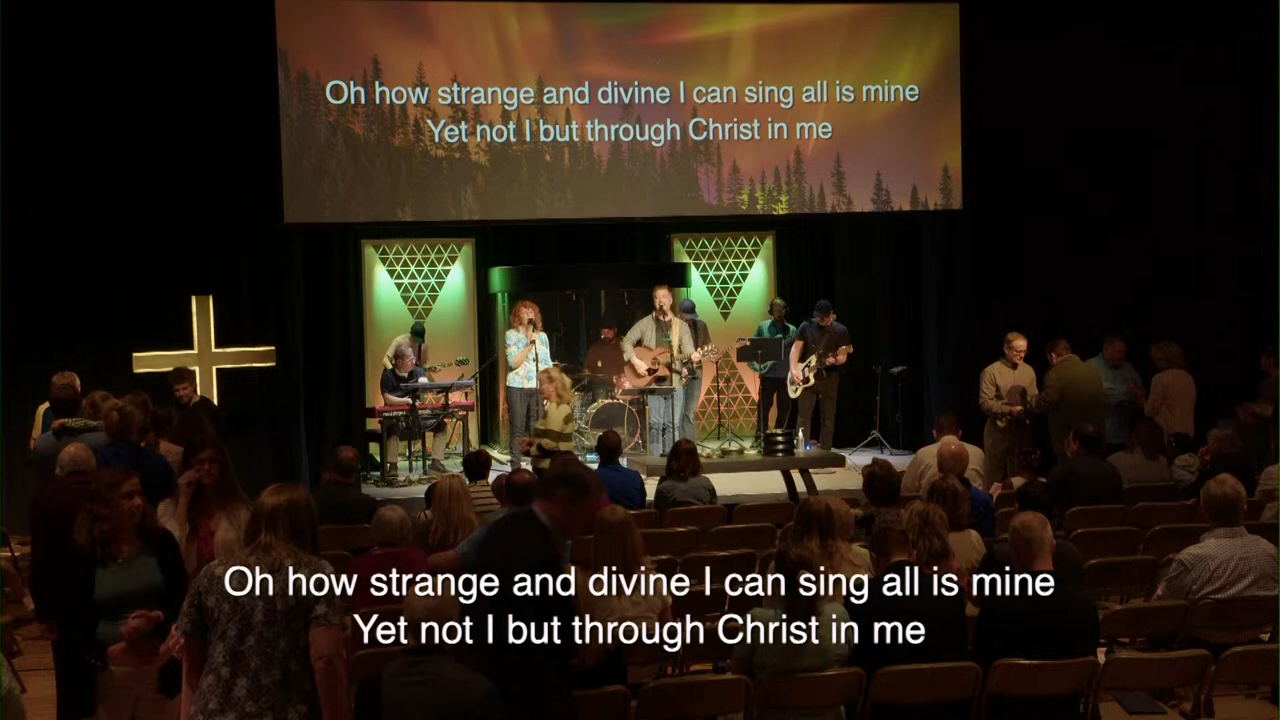 Oh how strange and divine I can sing all is mine
Yet not I but through Christ in me
Oh how strange and divine I can sing all is mine
Yet not I but through Christ in me